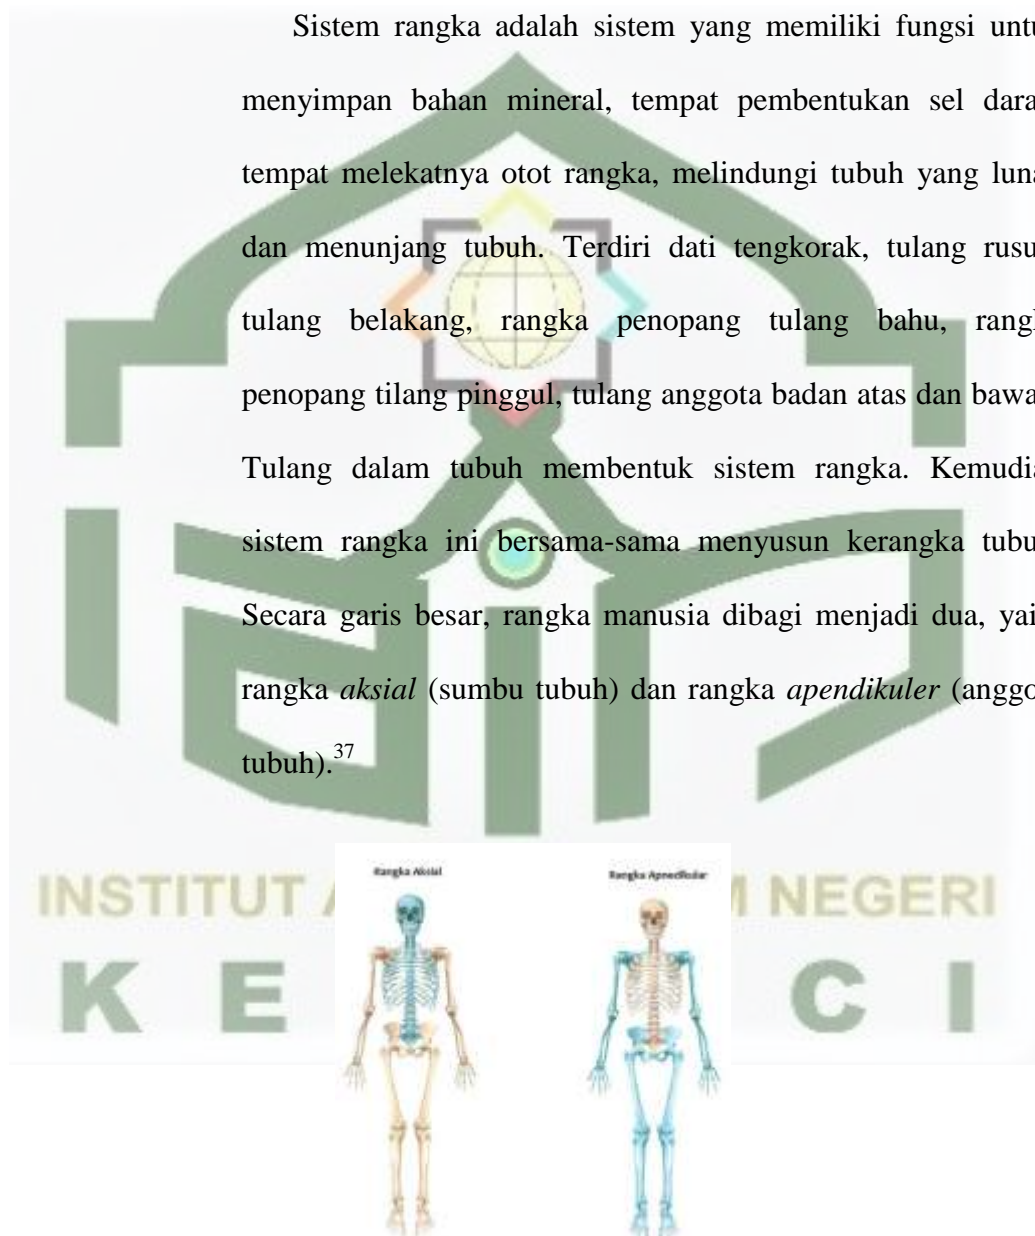 Sistem rangka adalah sistem yang memiliki fungsi untu
menyimpan bahan mineral, tempat pembentukan sel dara
tempat melekatnya otot rangka, melindungi tubuh yang luna
dan menunjang tubuh. Terdiri dati tengkorak, tulang rusu
tulang belakang, rangka penopang tulang bahu, rangk
penopang tilang pinggul, tulang anggota badan atas dan bawa
Tulang dalam tubuh membentuk sistem rangka. Kemudia
sistem rangka ini bersama-sama menyusun kerangka tubu
Secara garis besar, rangka manusia dibagi menjadi dua, yai
rangka aksial (sumbu tubuh) dan rangka apendikuler (anggo
tubuh).37
Rangka Aksial Rangka Apnedikular
INSTITUT A M NEGERI
K E C I